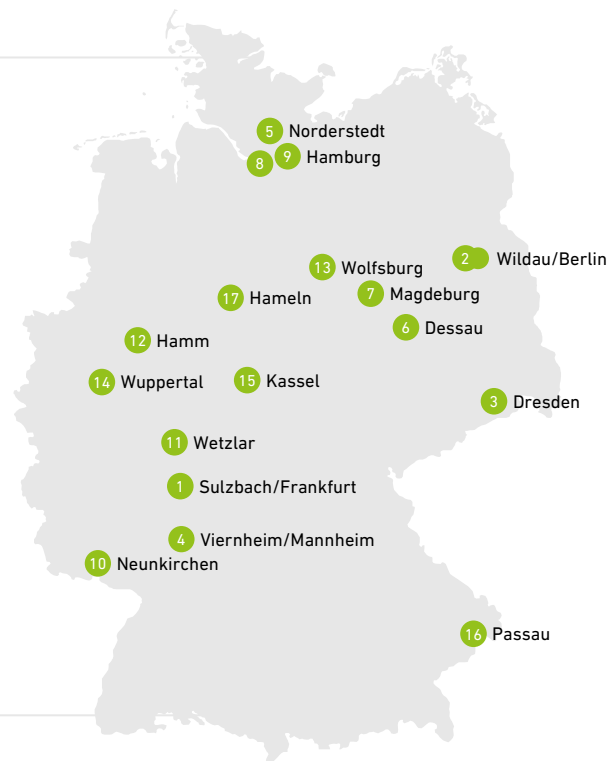 5 Norderstedt
8 9 Hamburg
2 Wildau/Berlin
13 Wolfsburg
7 Magdeburg
17 Hameln
6 Dessau
12 Hamm
15 Kassel
14 Wuppertal
3 Dresden
11 Wetzlar
1 Sulzbach/Frankfurt
4 Viernheim/Mannheim
10 Neunkirchen
16 Passau